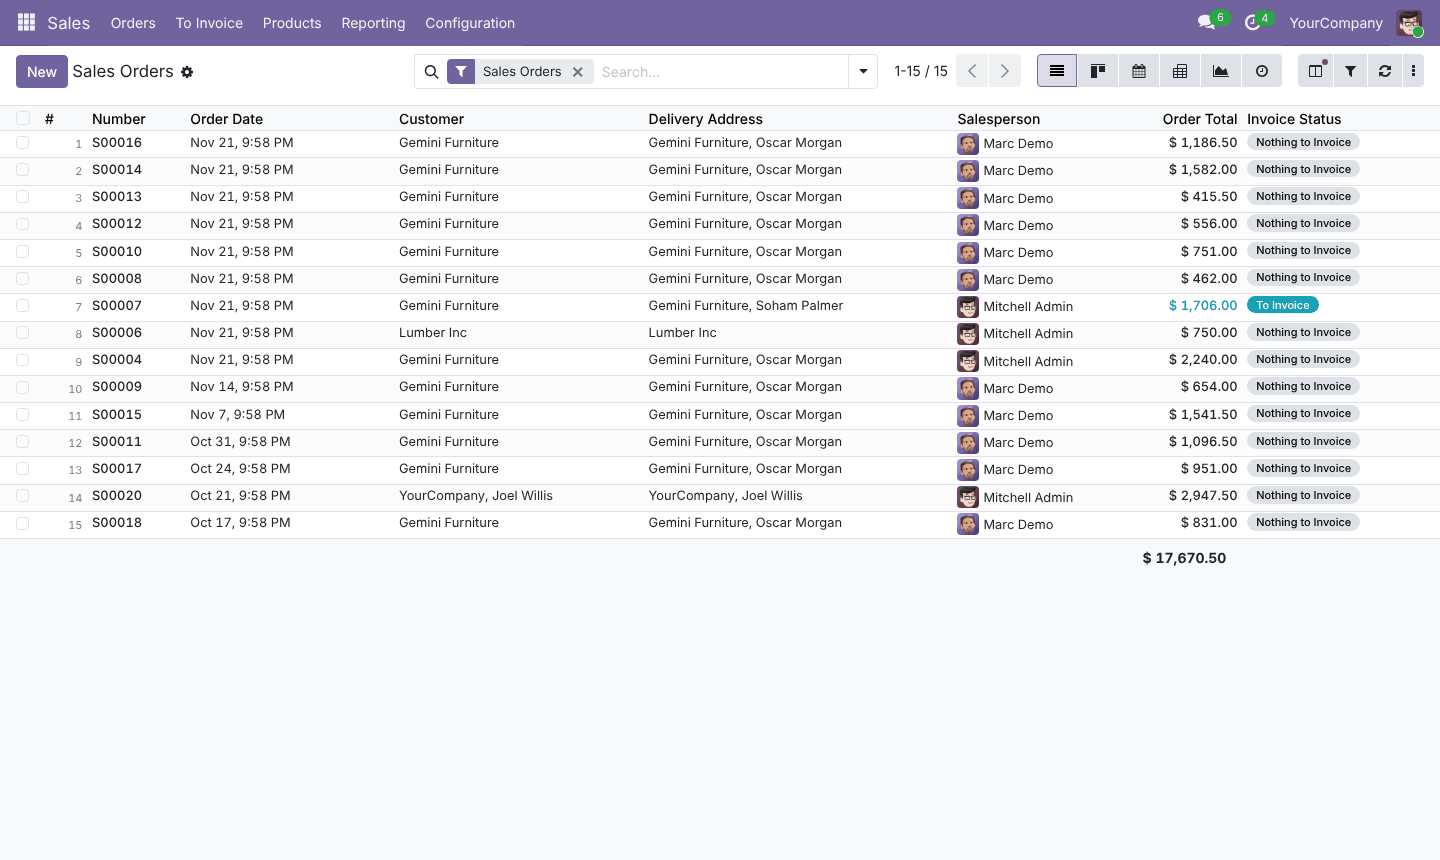 Sales Orders To Invoice Products Reporting Configuration 6 4 YourCompany
New Sales Orders Sales Orders Search... 1-15 / 15
# Number Order Date Customer Delivery Address Salesperson Order Total Invoice Status
1 S00016 Nov 21, 9:58 PM Gemini Furniture Gemini Furniture, Oscar Morgan Marc Demo $ 1,186.50 Nothing to Invoice
2 S00014 Nov 21, 9:58 PM Gemini Furniture Gemini Furniture, Oscar Morgan Marc Demo $ 1,582.00 Nothing to Invoice
3 S00013 Nov 21, 9:58 PM Gemini Furniture Gemini Furniture, Oscar Morgan Marc Demo $ 415.50 Nothing to Invoice
4 S00012 Nov 21, 9:58 PM Gemini Furniture Gemini Furniture, Oscar Morgan Marc Demo $ 556.00 Nothing to Invoice
5 S00010 Nov 21, 9:58 PM Gemini Furniture Gemini Furniture, Oscar Morgan Marc Demo $ 751.00 Nothing to Invoice
6 S00008 Nov 21, 9:58 PM Gemini Furniture Gemini Furniture, Oscar Morgan Marc Demo $ 462.00 Nothing to Invoice
7 S00007 Nov 21, 9:58 PM Gemini Furniture Gemini Furniture, Soham Palmer Mitchell Admin $ 1,706.00 To Invoice
8 S00006 Nov 21, 9:58 PM Lumber Inc Lumber Inc Mitchell Admin $ 750.00 Nothing to Invoice
9 S00004 Nov 21, 9:58 PM Gemini Furniture Gemini Furniture, Oscar Morgan Mitchell Admin $ 2,240.00 Nothing to Invoice
10 S00009 Nov 14, 9:58 PM Gemini Furniture Gemini Furniture, Oscar Morgan Marc Demo $ 654.00 Nothing to Invoice
11 S00015 Nov 7, 9:58 PM Gemini Furniture Gemini Furniture, Oscar Morgan Marc Demo $ 1,541.50 Nothing to Invoice
12 S00011 Oct 31, 9:58 PM Gemini Furniture Gemini Furniture, Oscar Morgan Marc Demo $ 1,096.50 Nothing to Invoice
13 S00017 Oct 24, 9:58 PM Gemini Furniture Gemini Furniture, Oscar Morgan Marc Demo $ 951.00 Nothing to Invoice
14 S00020 Oct 21, 9:58 PM YourCompany, Joel Willis YourCompany, Joel Willis Mitchell Admin $ 2,947.50 Nothing to Invoice
15 S00018 Oct 17, 9:58 PM Gemini Furniture Gemini Furniture, Oscar Morgan Marc Demo $ 831.00 Nothing to Invoice
$ 17,670.50